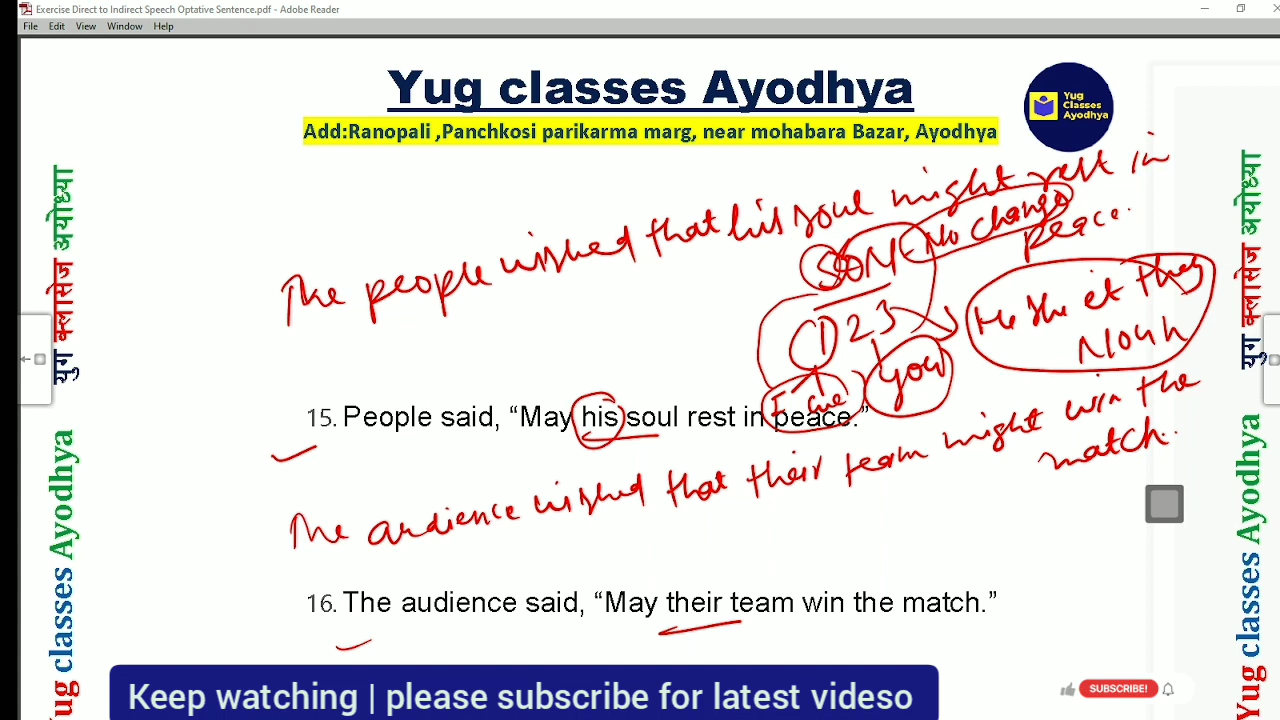 Exercise Direct to Indirect Speech Optative Sentence.pdf - Adobe Reader
File Edit View Window Help
Yug classes Ayodhya
Add:Ranopali ,Panchkosi parikarma marg, near mohabara Bazar, Ayodhya
Yug
Classes
Ayodhya
The people wished that his soul might rest in
peace.
SON - No change
1 2 3
He She it they
Noun
I we
you
15. People said, “May his soul rest in peace.”
The audience wished that their team might win the
match.
16. The audience said, “May their team win the match.”
Keep watching | please subscribe for latest videso
SUBSCRIBE!
Yug classes Ayodhya
युग क्लासेज अयोध्या
Yug classes Ayodhya
युग क्लासेज अयोध्या